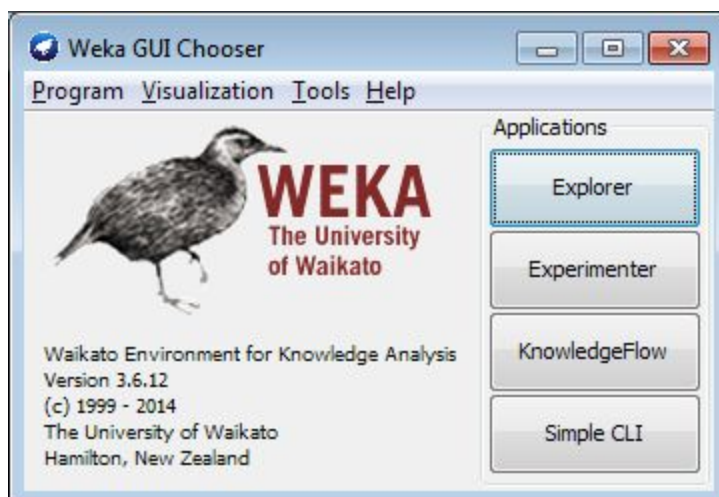 Weka GUI Chooser
Program Visualization Tools Help
WEKA
The University
of Waikato
Waikato Environment for Knowledge Analysis
Version 3.6.12
(c) 1999 - 2014
The University of Waikato
Hamilton, New Zealand
Applications
Explorer
Experimenter
KnowledgeFlow
Simple CLI